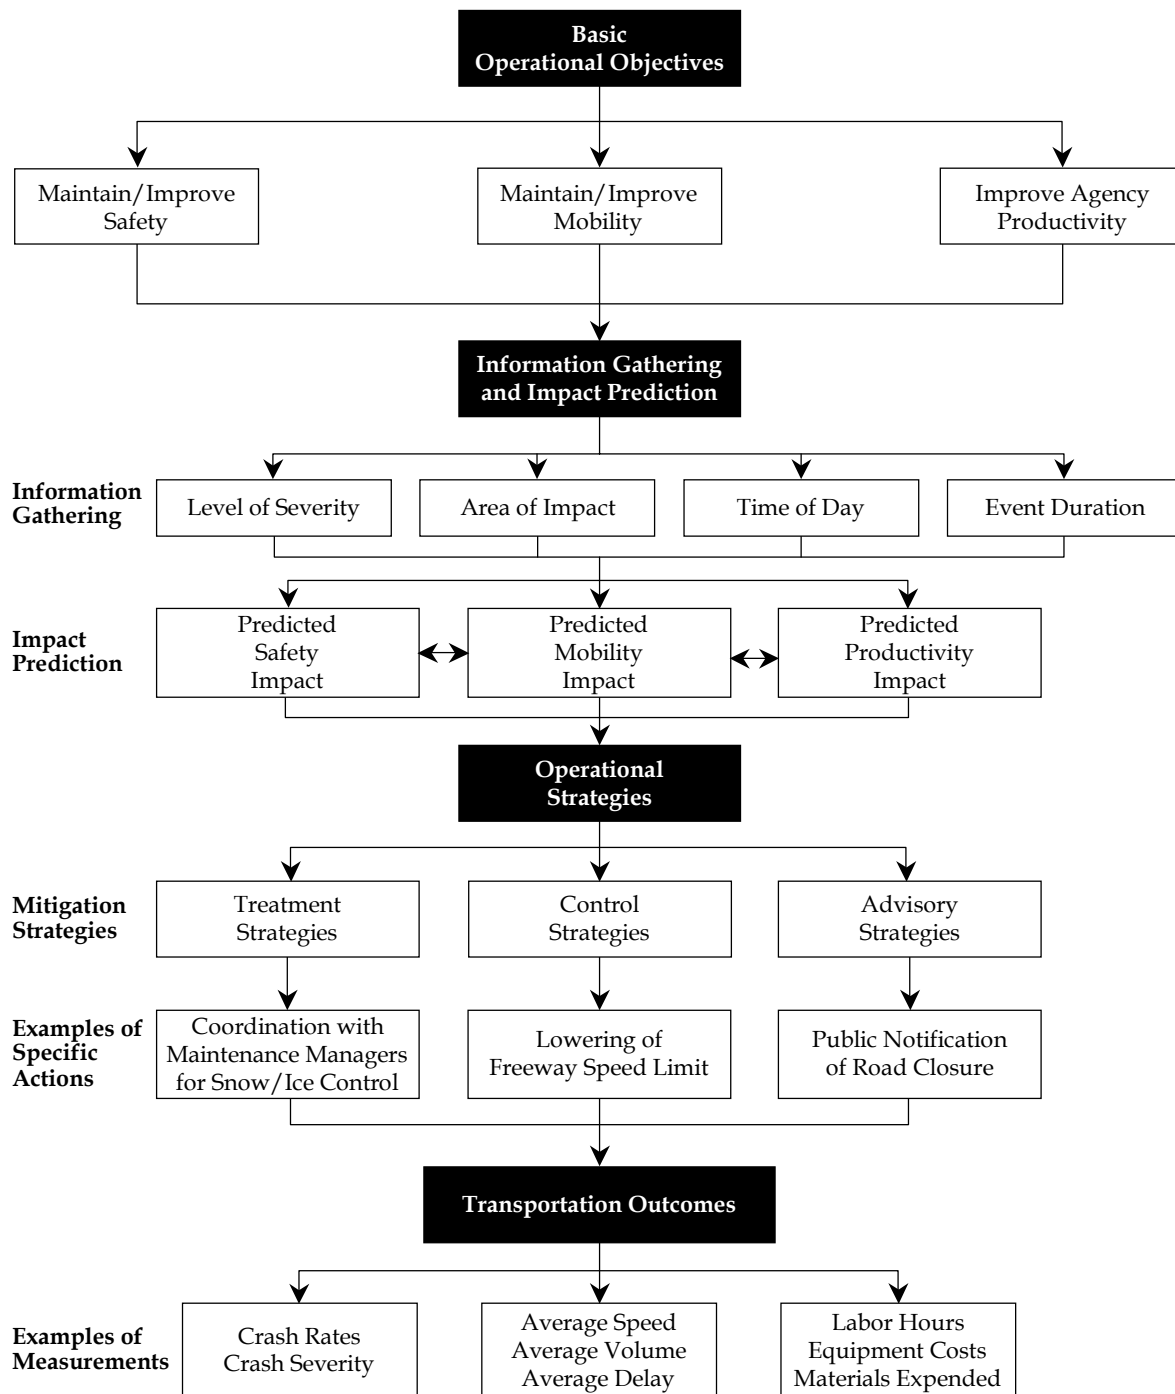 Basic
Operational Objectives
Maintain/Improve
Safety
Maintain/Improve
Mobility
Improve Agency
Productivity
Information Gathering
and Impact Prediction
Information
Gathering
Level of Severity
Area of Impact
Time of Day
Event Duration
Impact
Prediction
Predicted
Safety
Impact
Predicted
Mobility
Impact
Predicted
Productivity
Impact
Operational
Strategies
Mitigation
Strategies
Treatment
Strategies
Control
Strategies
Advisory
Strategies
Examples of
Specific
Actions
Coordination with
Maintenance Managers
for Snow/Ice Control
Lowering of
Freeway Speed Limit
Public Notification
of Road Closure
Transportation Outcomes
Examples of
Measurements
Crash Rates
Crash Severity
Average Speed
Average Volume
Average Delay
Labor Hours
Equipment Costs
Materials Expended